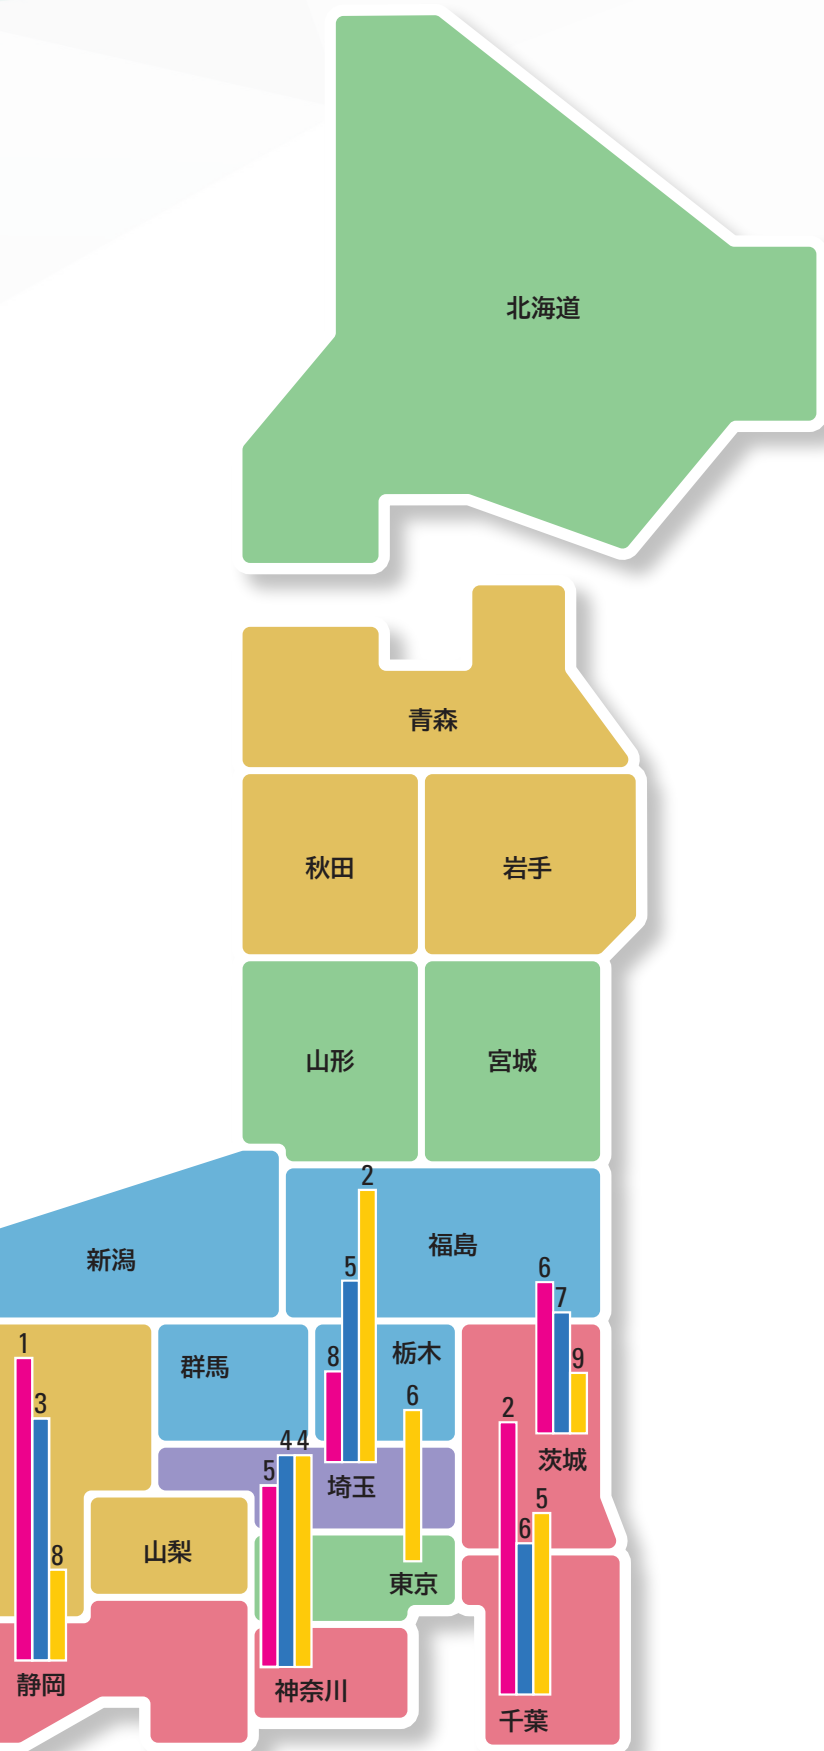 北海道
青森
秋田
岩手
山形
宮城
2
福島
新潟
5
6
7
1
群馬
8
栃木
9
3
6
2
4 4
茨城
5
埼玉
5
6
8
山梨
東京
静岡
神奈川
千葉